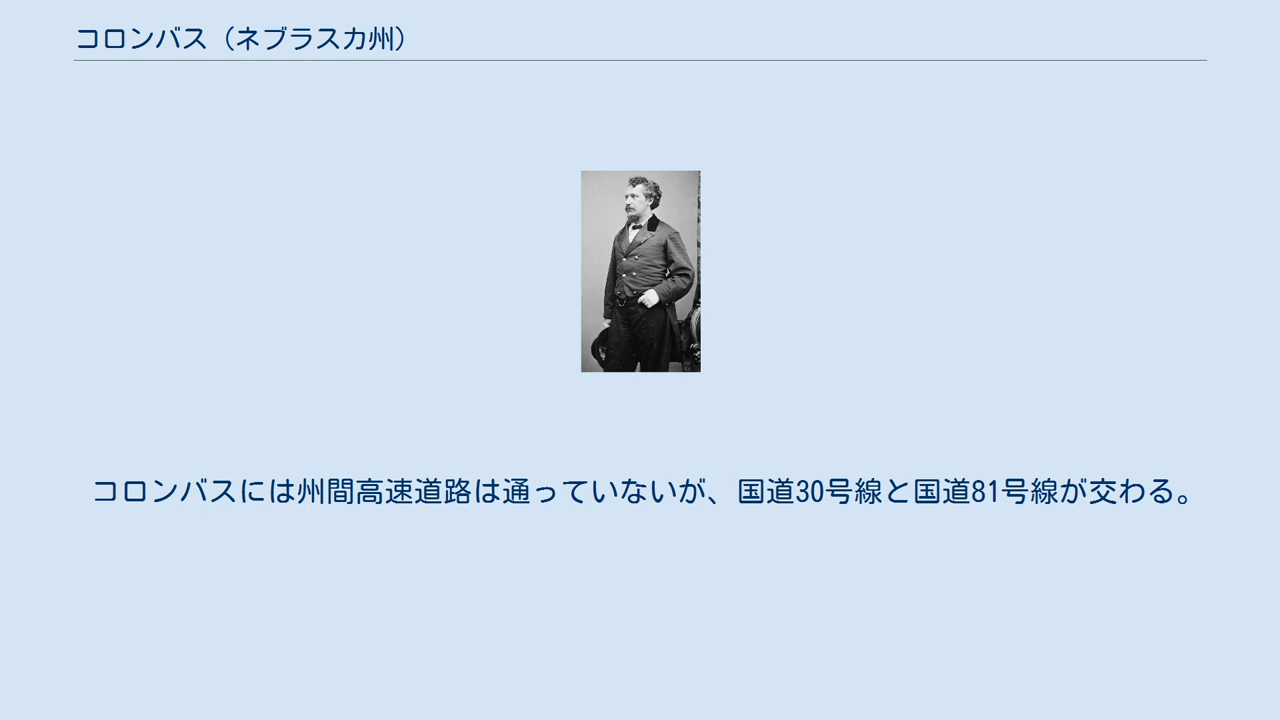 コロンバス（ネブラスカ州）
コロンバスには州間高速道路は通っていないが、国道30号線と国道81号線が交わる。